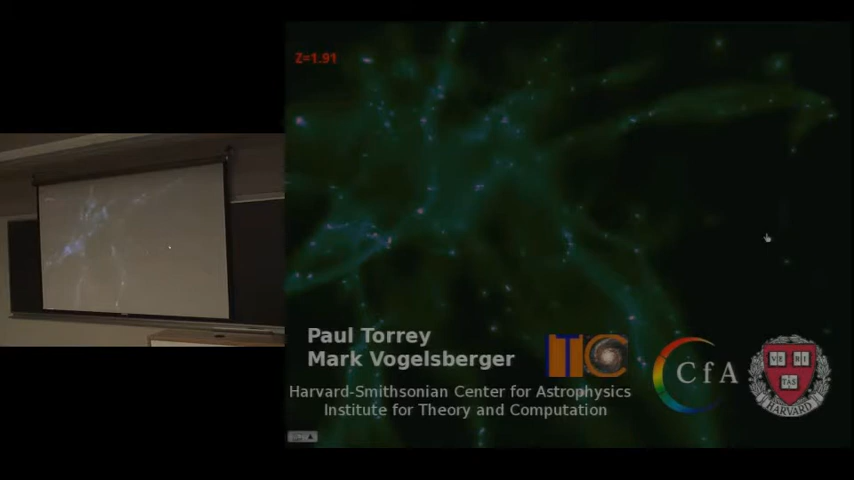 Z=1.91
Paul Torrey
Mark Vogelsberger
ITC
CfA
VE RI
TAS
HARVARD
Harvard-Smithsonian Center for Astrophysics
Institute for Theory and Computation